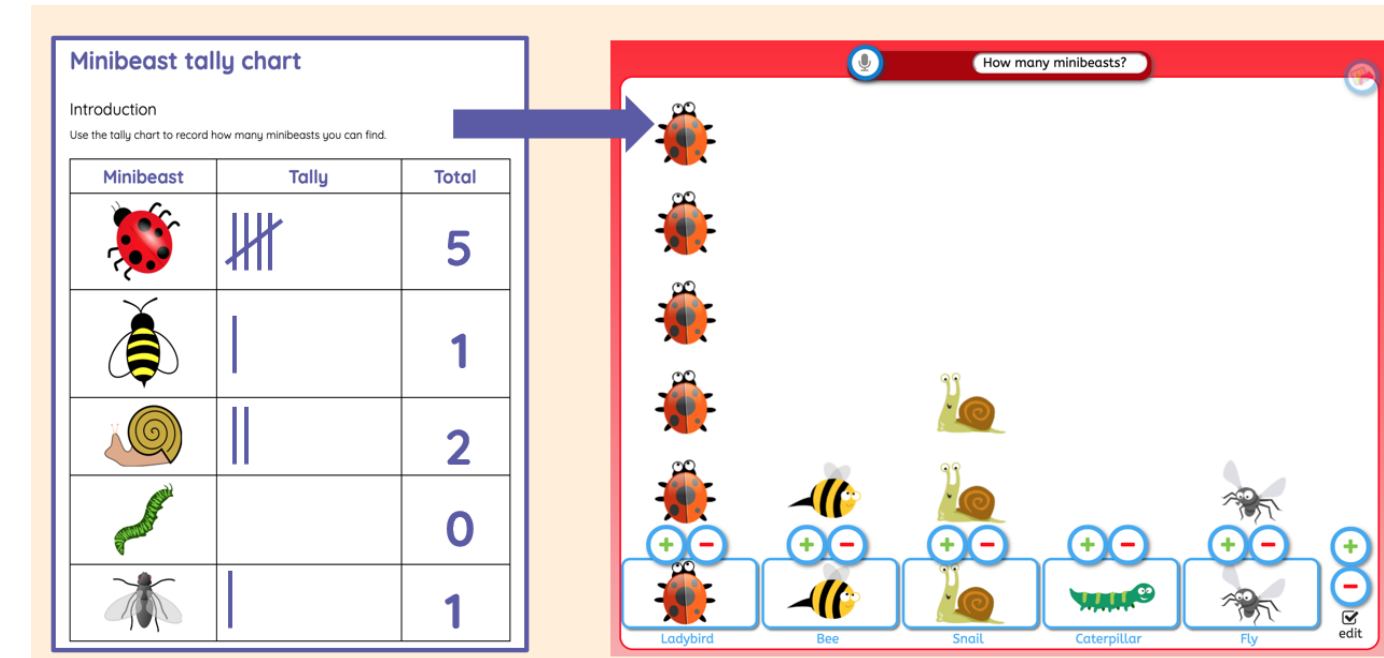 Minibeast tally chart
Introduction
Use the tally chart to record how many minibeasts you can find.
Minibeast Tally Total
5
1
2
0
1
How many minibeasts?
Ladybird Bee Snail Caterpillar Fly
edit